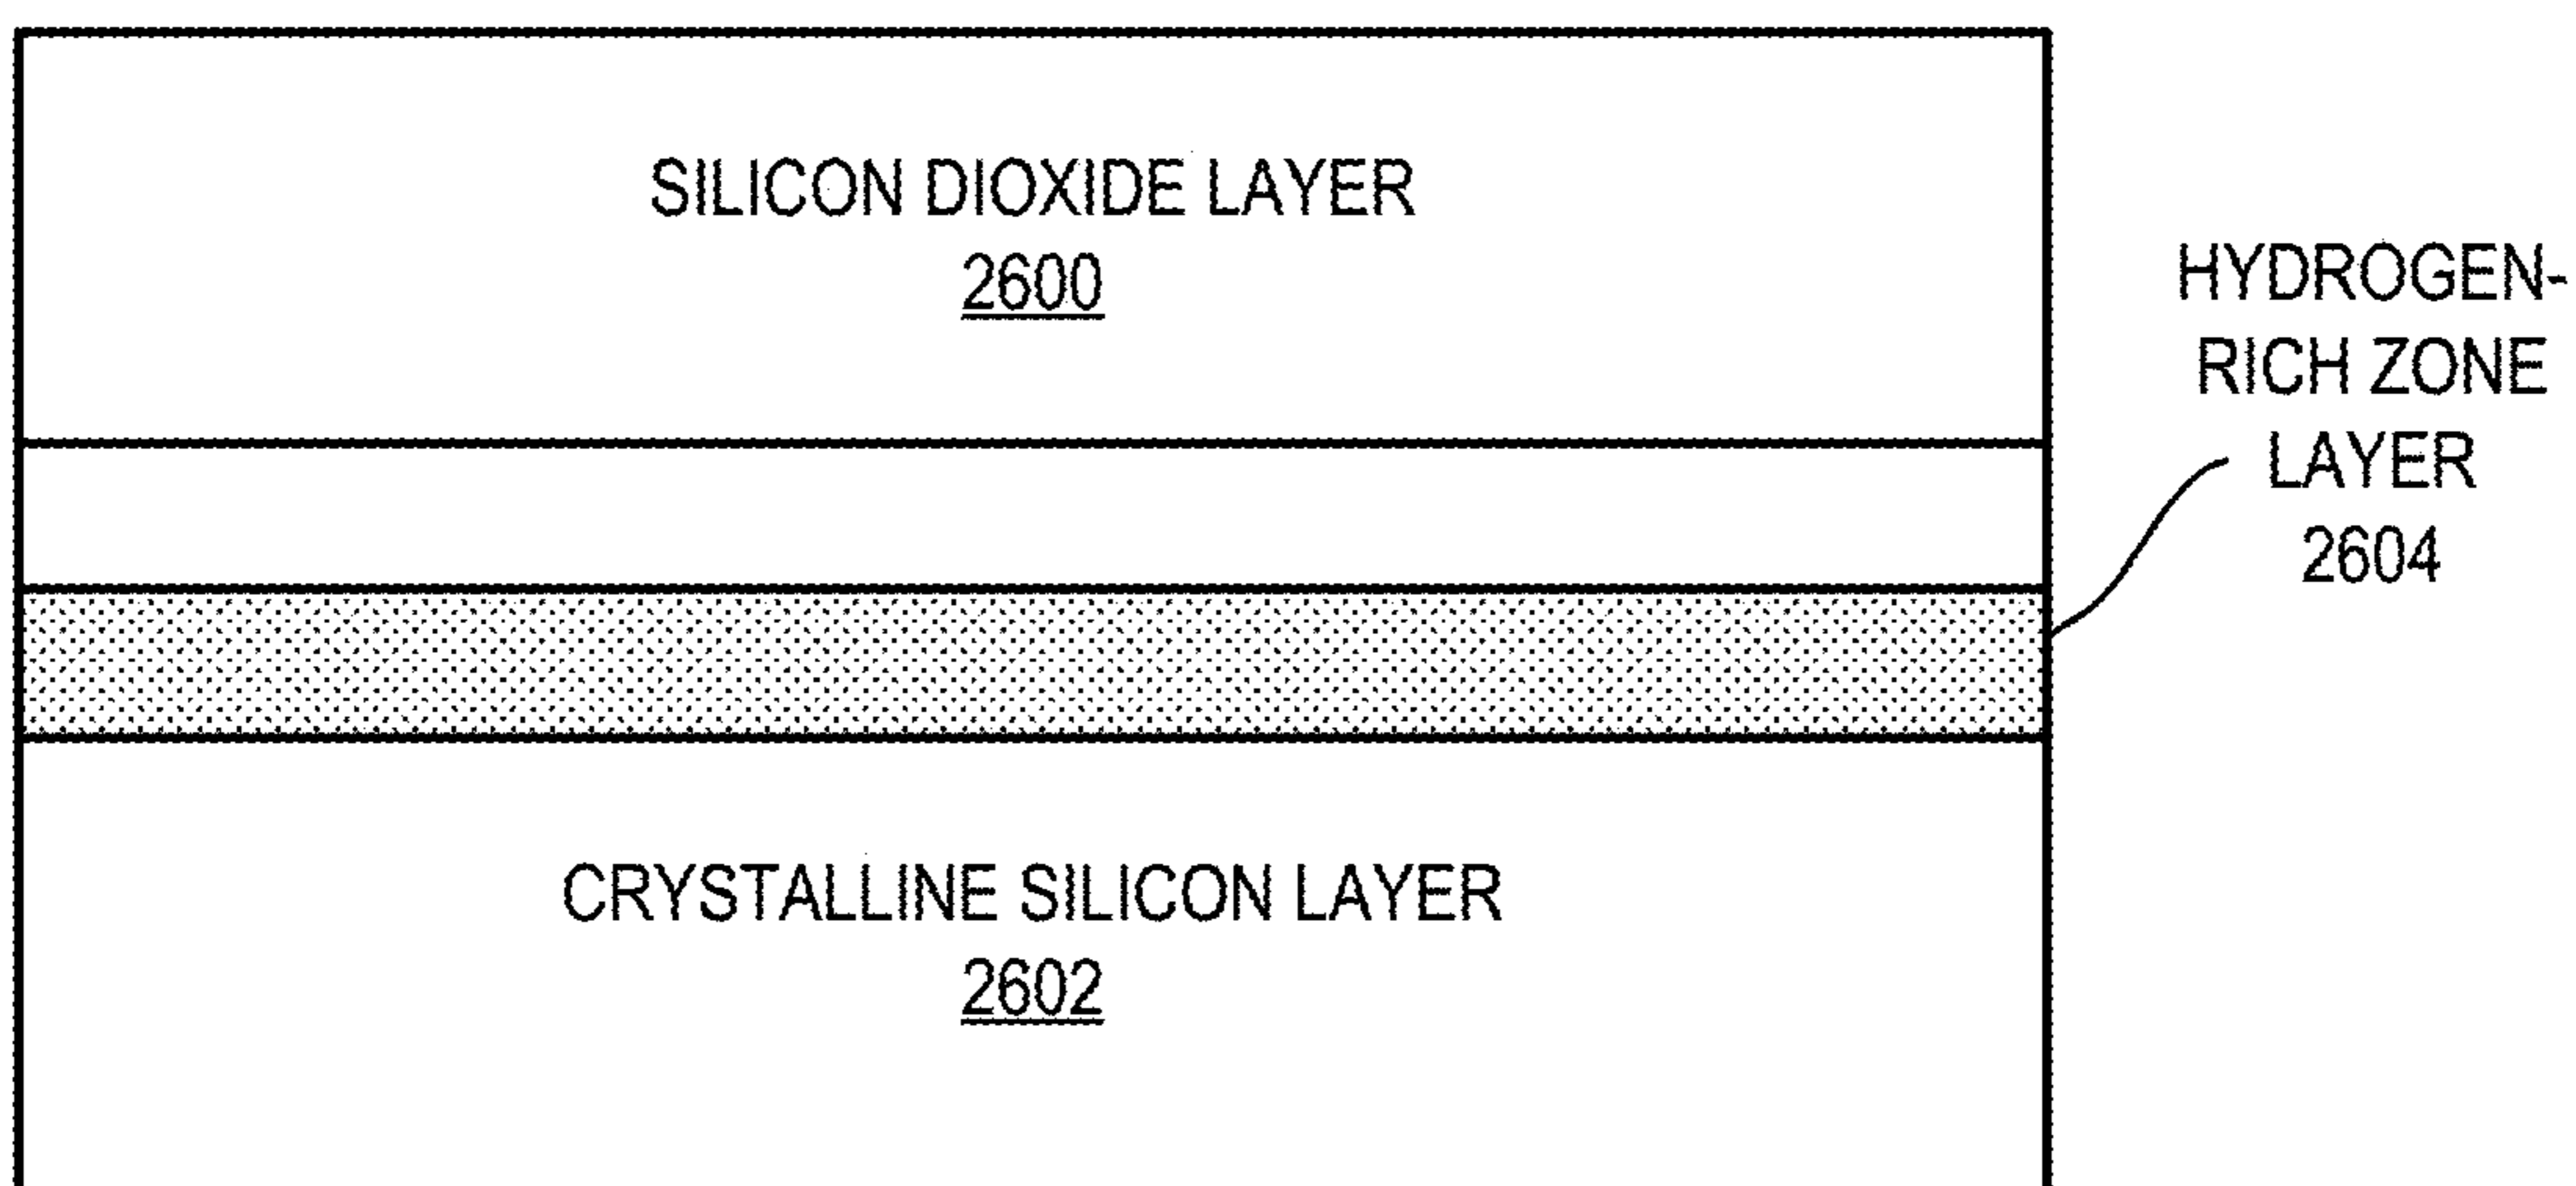 SILICON DIOXIDE LAYER
2600
HYDROGEN-
RICH ZONE
LAYER
2604
CRYSTALLINE SILICON LAYER
2602